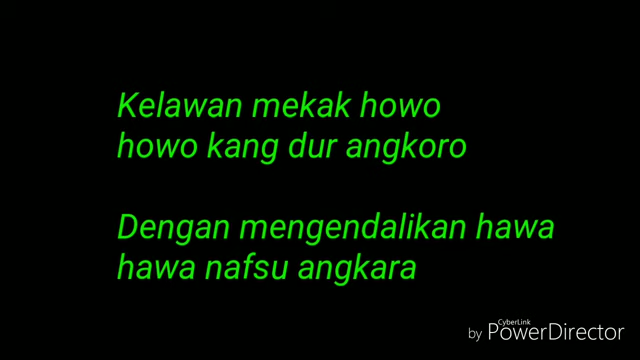 Kelawan mekak howo
howo kang dur angkoro
Dengan mengendalikan hawa
hawa nafsu angkara
CyberLink
by PowerDirector